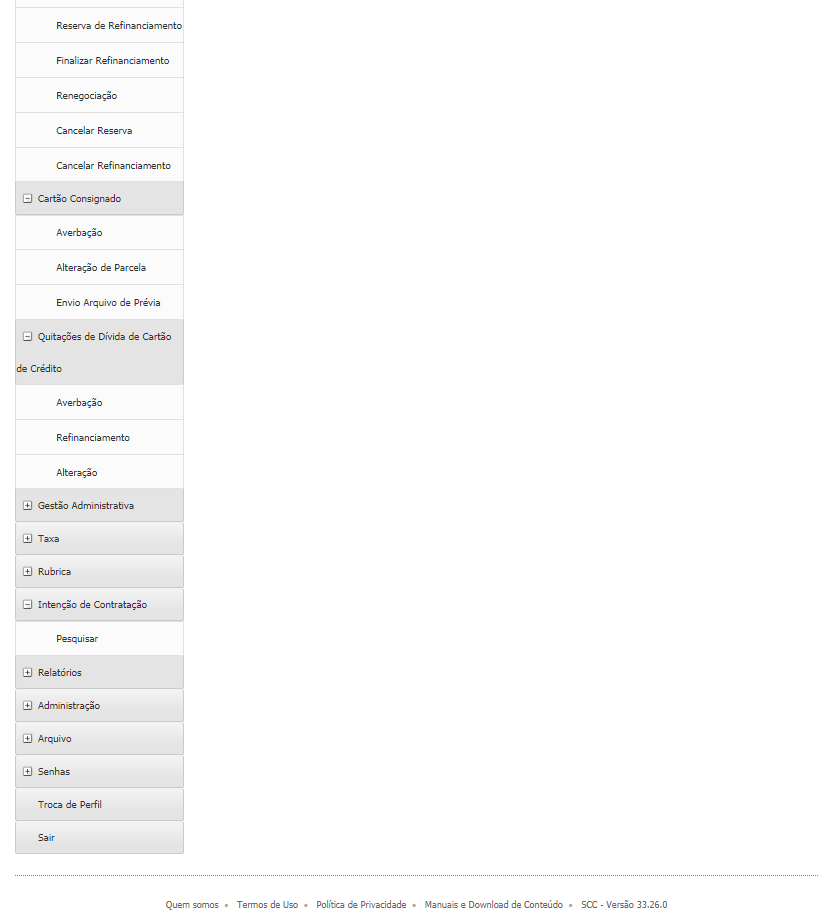 Reserva de Refinanciamento
Finalizar Refinanciamento
Renegociação
Cancelar Reserva
Cancelar Refinanciamento
Cartão Consignado
Averbação
Alteração de Parcela
Envio Arquivo de Prévia
Quitações de Dívida de Cartão
de Crédito
Averbação
Refinanciamento
Alteração
Gestão Administrativa
Taxa
Rubrica
Intenção de Contratação
Pesquisar
Relatórios
Administração
Arquivo
Senhas
Troca de Perfil
Sair
Quem somos • Termos de Uso • Política de Privacidade • Manuais e Download de Conteúdo • SCC - Versão 33.26.0